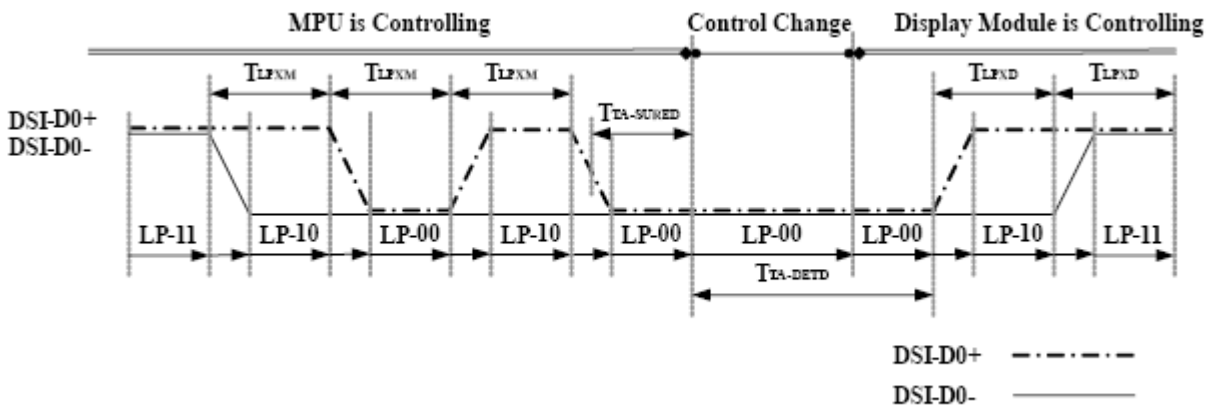 MPU is Controlling Control Change Display Module is Controlling
TLPXM TLPXM TLPXM TLPXD TLPXD
TTA-SURED
DSI-D0+
DSI-D0-
LP-11 LP-10 LP-00 LP-10 LP-00 LP-00 LP-00 LP-10 LP-11
TTA-DETD
DSI-D0+
DSI-D0-